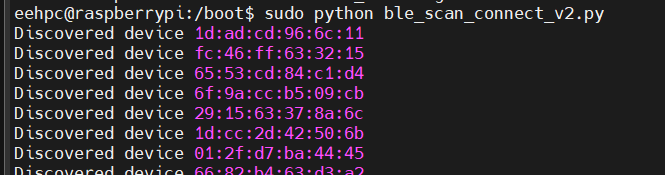 eehpc@raspberrypi:/boot$ sudo python ble_scan_connect_v2.py
Discovered device 1d:ad:cd:96:6c:11
Discovered device fc:46:ff:63:32:15
Discovered device 65:53:cd:84:c1:d4
Discovered device 6f:9a:cc:b5:09:cb
Discovered device 29:15:63:37:8a:6c
Discovered device 1d:cc:2d:42:50:6b
Discovered device 01:2f:d7:ba:44:45
Discovered device 66:82:b4:63:d3:a2